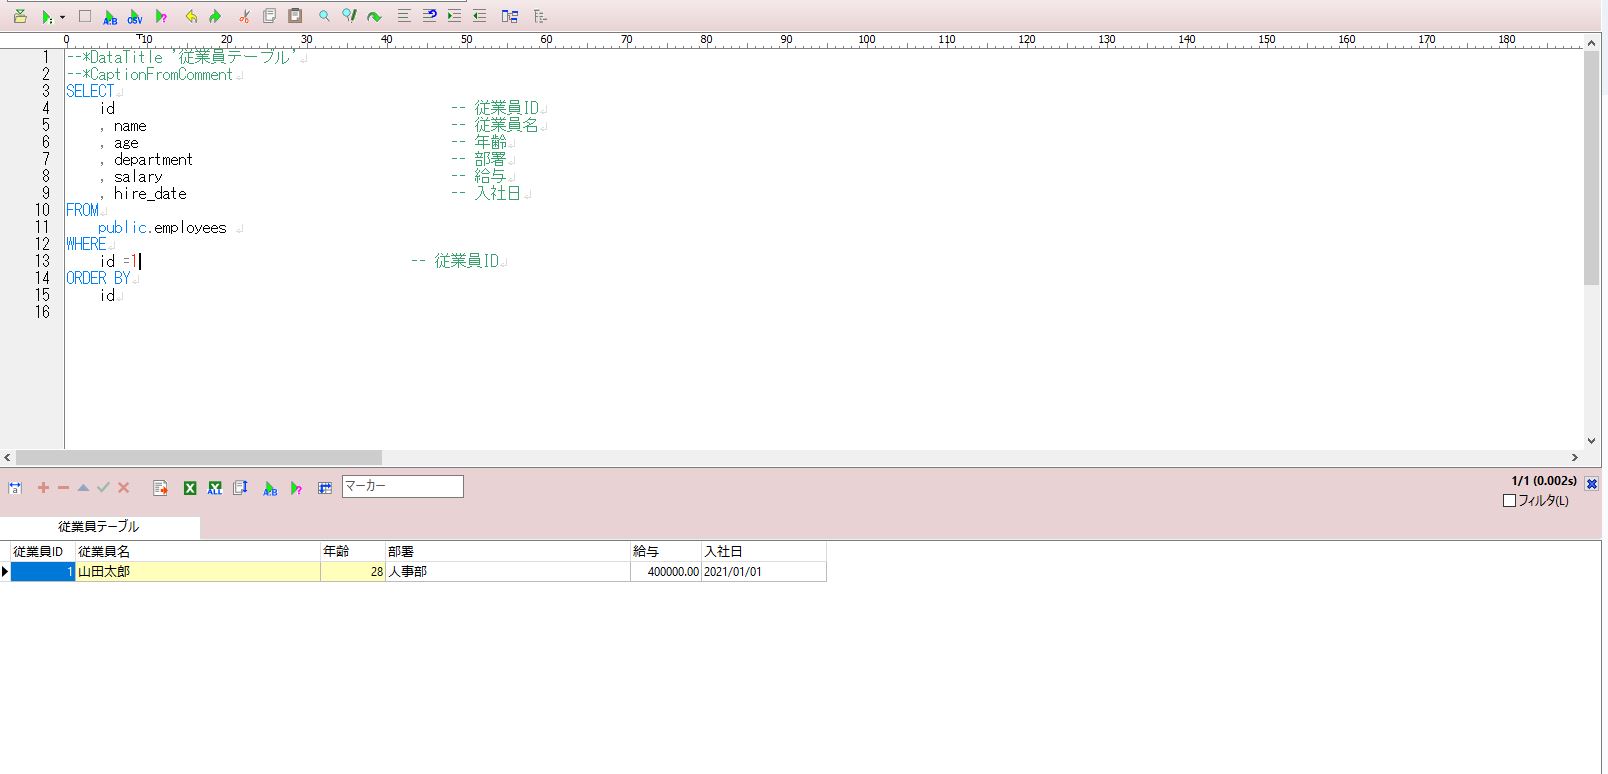 A:B CSV
0 10 20 30 40 50 60 70 80 90 100 110 120 130 140 150 160 170 180
1 --*DataTitle '従業員テーブル'
2 --*CaptionFromComment
3 SELECT
4 id -- 従業員ID
5 , name -- 従業員名
6 , age -- 年齢
7 , department -- 部署
8 , salary -- 給与
9 , hire_date -- 入社日
10 FROM
11 public.employees
12 WHERE
13 id =1 -- 従業員ID
14 ORDER BY
15 id
16
a ALL A:B マーカー 1/1 (0.002s)
フィルタ(L)
従業員テーブル
従業員ID 従業員名 年齢 部署 給与 入社日
1 山田太郎 28 人事部 400000.00 2021/01/01